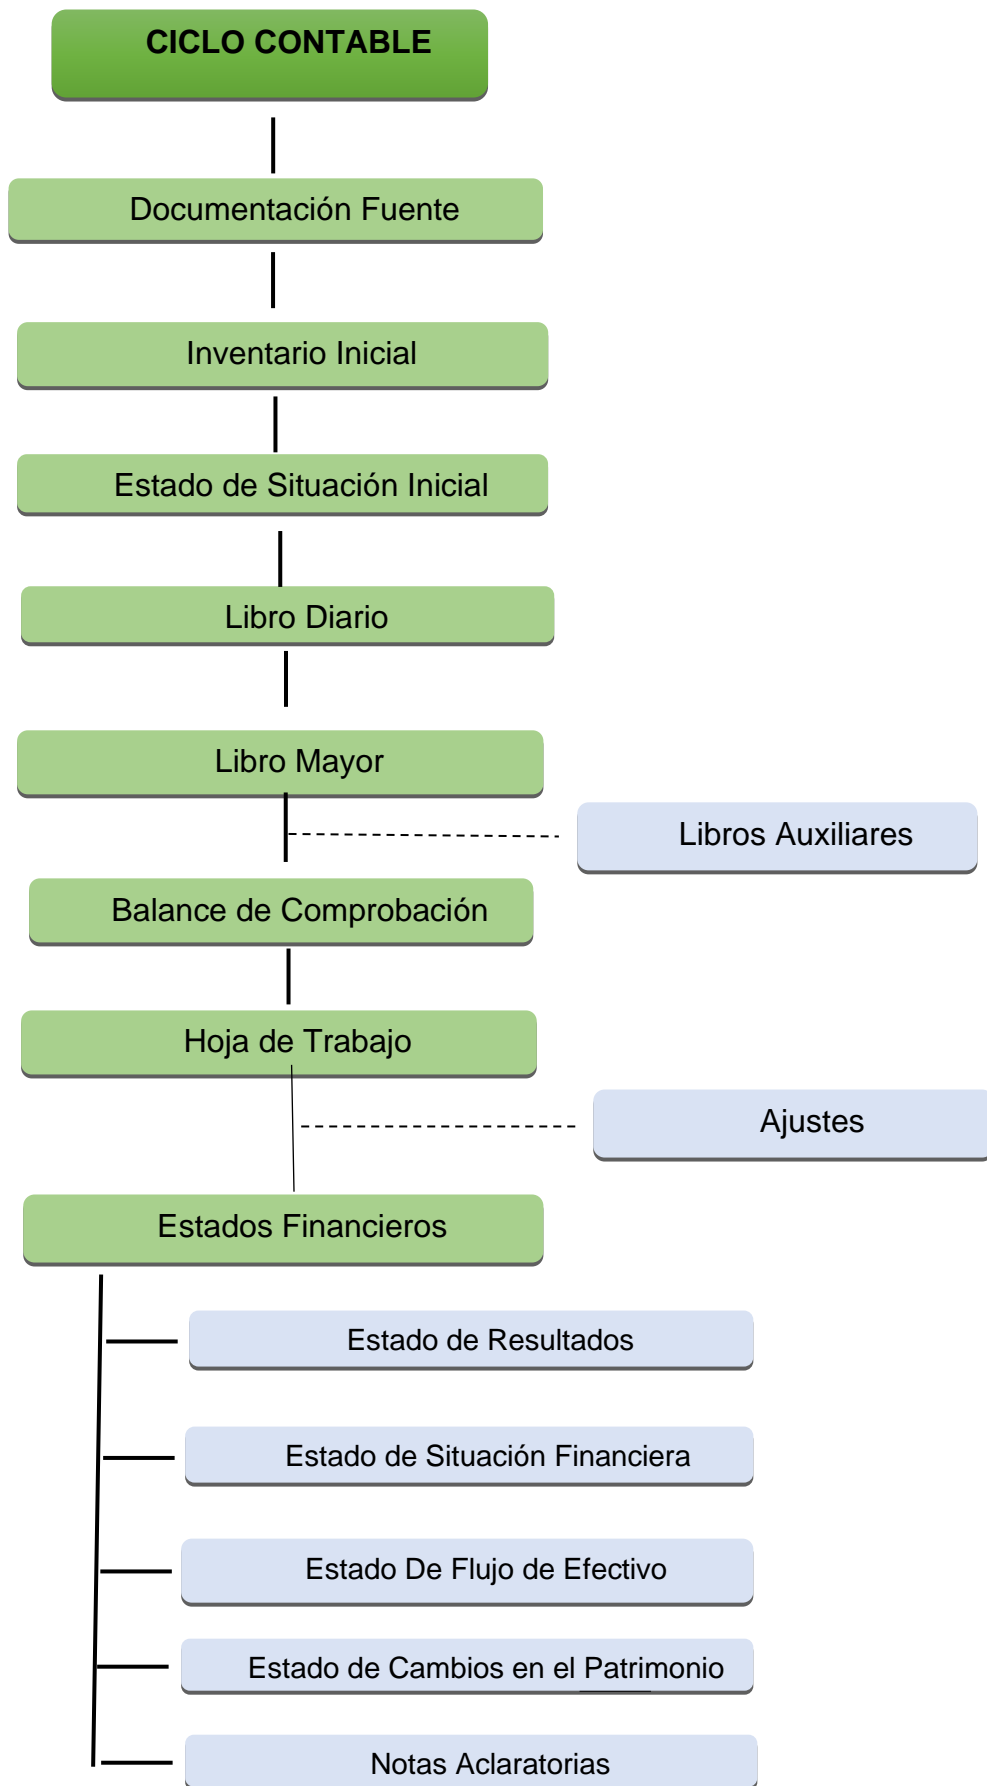 CICLO CONTABLE
Documentación Fuente
Inventario Inicial
Estado de Situación Inicial
Libro Diario
Libro Mayor
Libros Auxiliares
Balance de Comprobación
Hoja de Trabajo
Ajustes
Estados Financieros
Estado de Resultados
Estado de Situación Financiera
Estado De Flujo de Efectivo
Estado de Cambios en el Patrimonio
Notas Aclaratorias